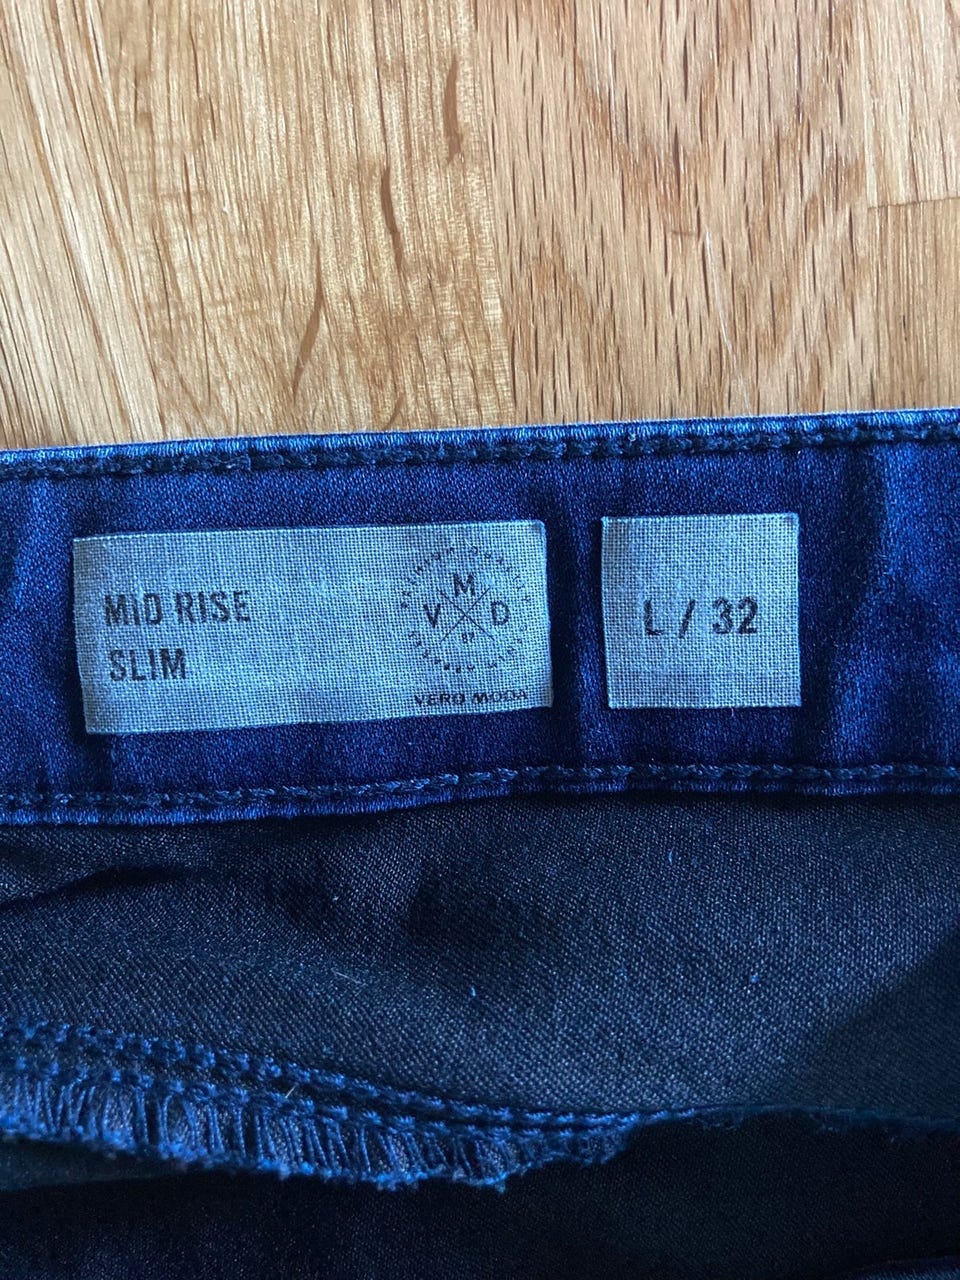 MID RISE
SLIM
V M D
VERO MODA
L / 32